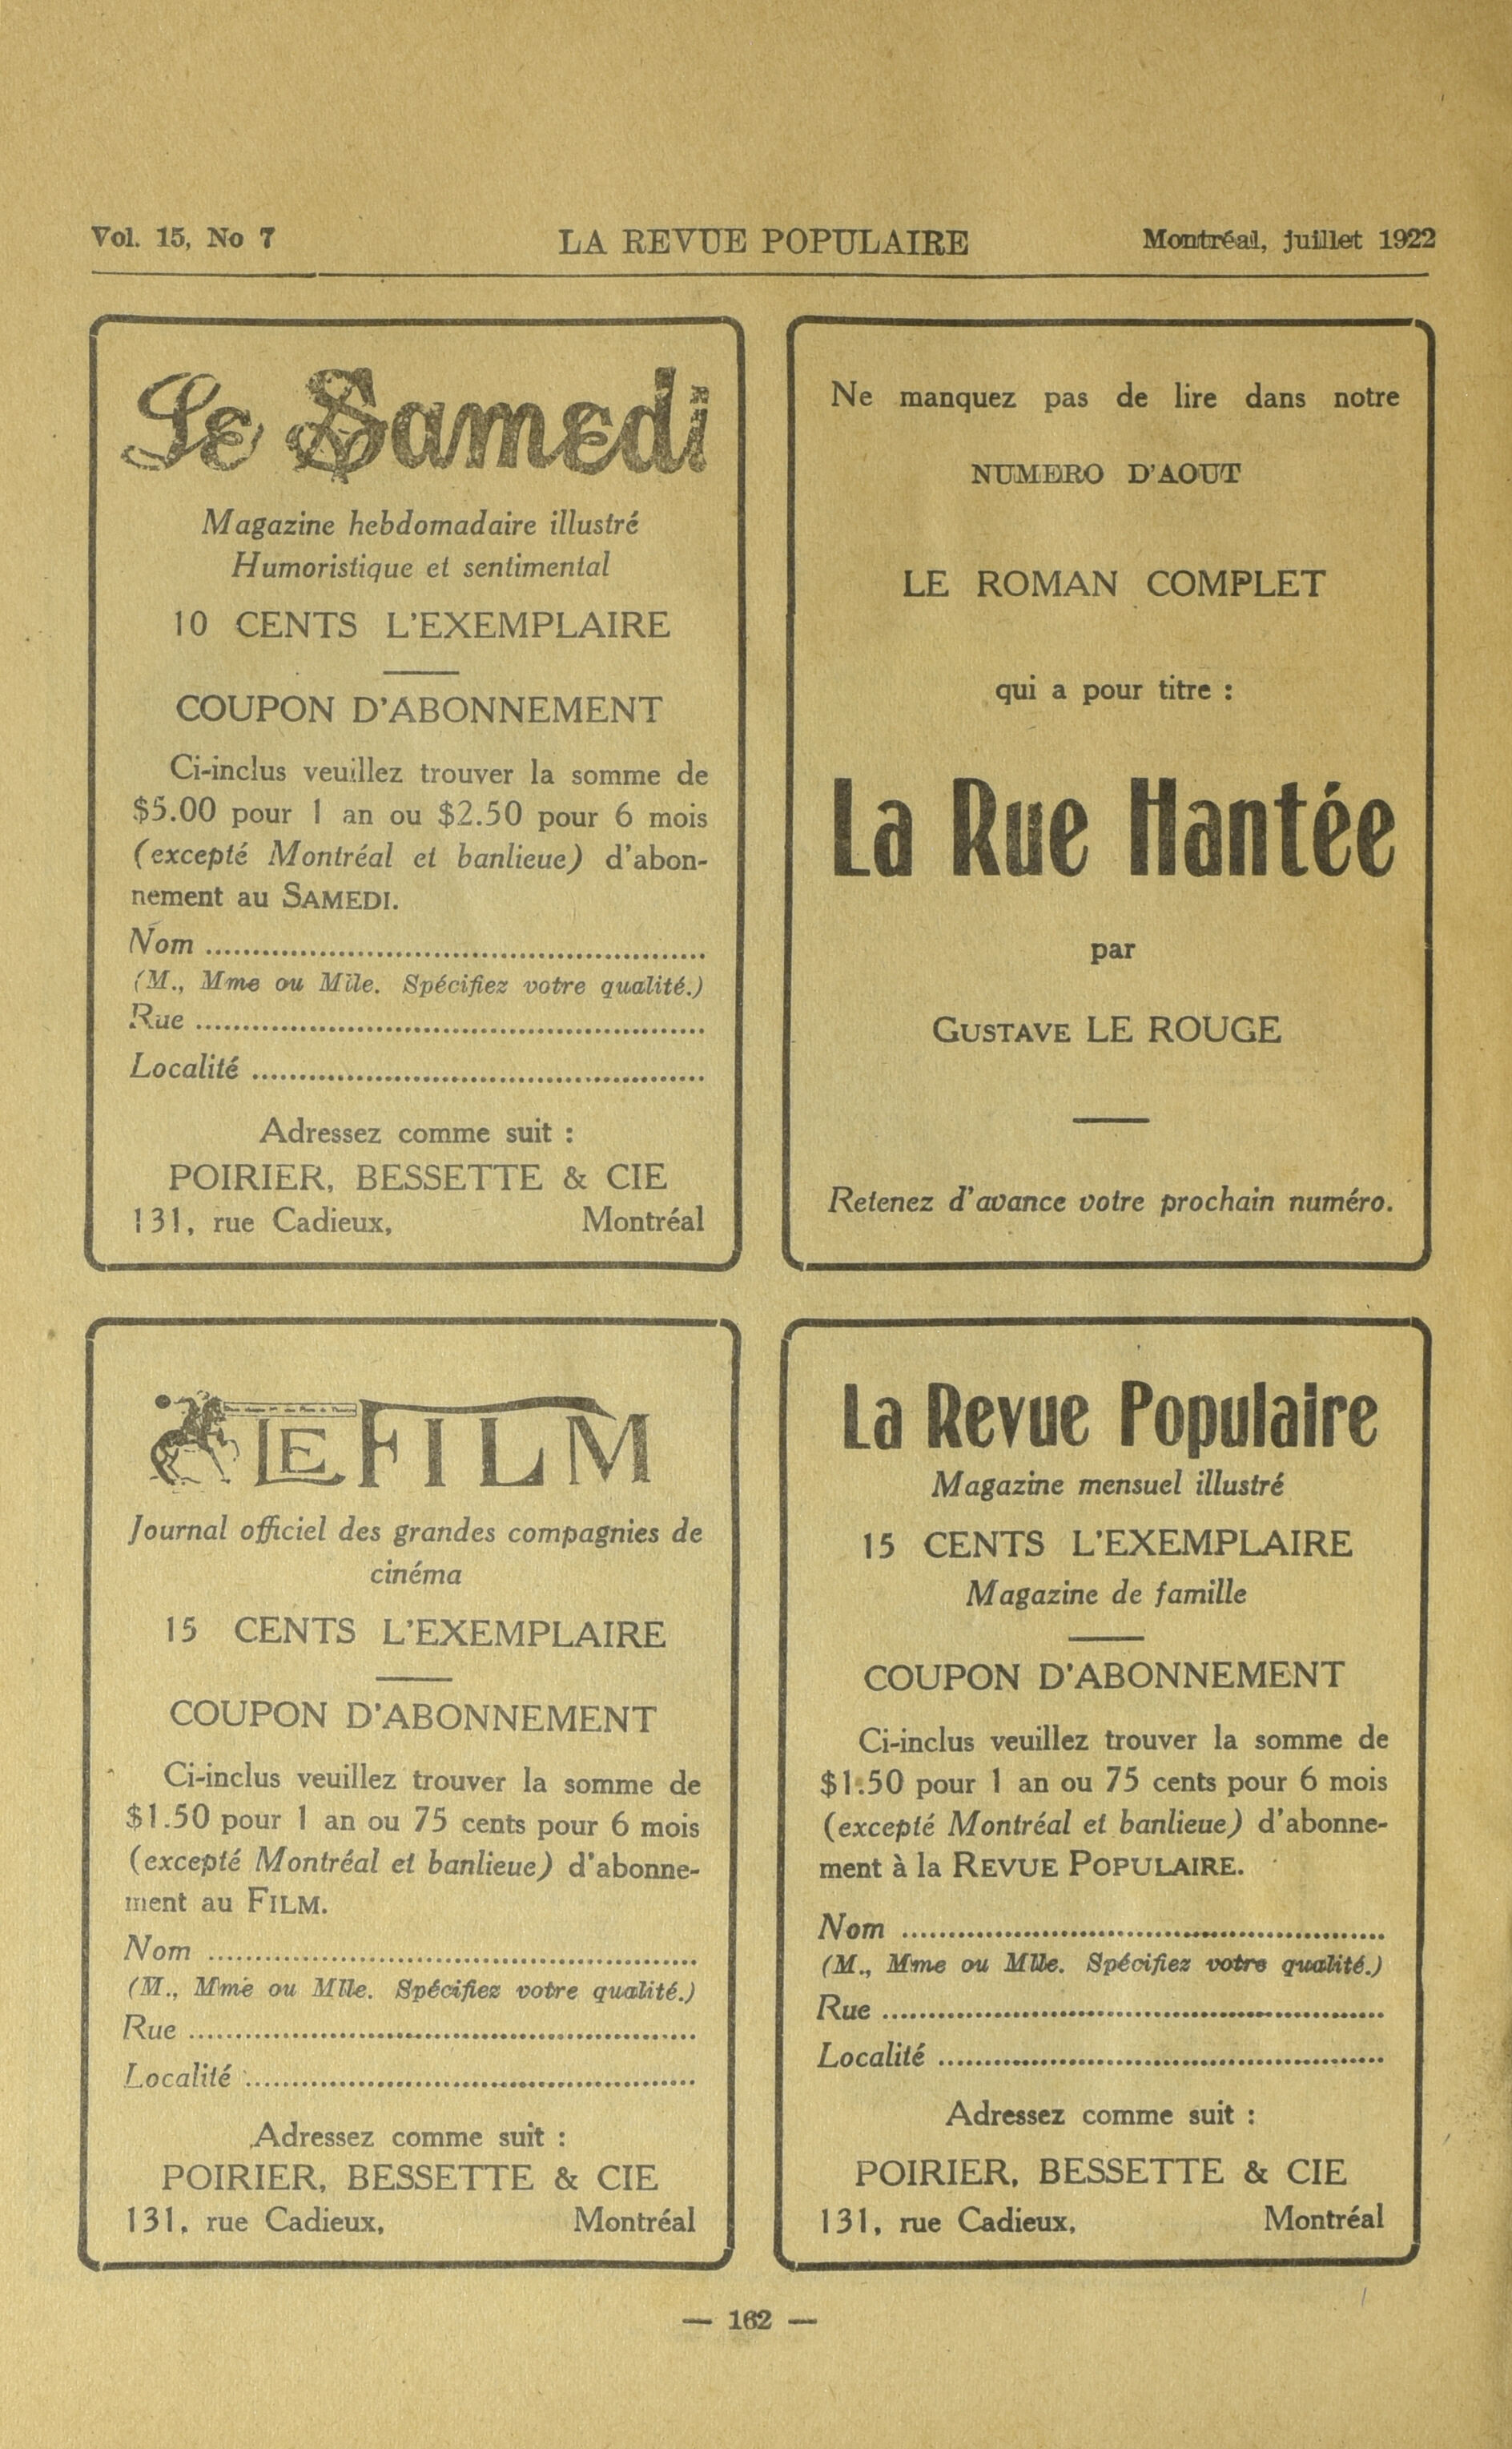 Vol. 15, No 7 LA REVUE POPULAIRE Montréal, juillet 1922
Le Samedi
Magazine hebdomadaire illustré
Humoristique et sentimental
10 CENTS L'EXEMPLAIRE
COUPON D'ABONNEMENT
Ci-inclus veuillez trouver la somme de
$5.00 pour 1 an ou $2.50 pour 6 mois
(excepté Montréal et banlieue) d'abon-
nement au SAMEDI.
Nom ......................................................
(M., Mme ou Mlle. Spécifiez votre qualité.)
Rue ......................................................
Localité ................................................
Adressez comme suit :
POIRIER, BESSETTE & CIE
131, rue Cadieux, Montréal
Ne manquez pas de lire dans notre
NUMERO D'AOUT
LE ROMAN COMPLET
qui a pour titre :
La Rue Hantée
par
GUSTAVE LE ROUGE
Retenez d'avance votre prochain numéro.
LE FILM
Journal officiel des grandes compagnies de
cinéma
15 CENTS L'EXEMPLAIRE
COUPON D'ABONNEMENT
Ci-inclus veuillez trouver la somme de
$1.50 pour 1 an ou 75 cents pour 6 mois
(excepté Montréal et banlieue) d'abonne-
ment au FILM.
Nom ......................................................
(M., Mme ou Mlle. Spécifiez votre qualité.)
Rue ......................................................
Localité ................................................
Adressez comme suit :
POIRIER, BESSETTE & CIE
131, rue Cadieux, Montréal
La Revue Populaire
Magazine mensuel illustré
15 CENTS L'EXEMPLAIRE
Magazine de famille
COUPON D'ABONNEMENT
Ci-inclus veuillez trouver la somme de
$1.50 pour 1 an ou 75 cents pour 6 mois
(excepté Montréal et banlieue) d'abonne-
ment à la REVUE POPULAIRE.
Nom ......................................................
(M., Mme ou Mlle. Spécifiez votre qualité.)
Rue ......................................................
Localité ................................................
Adressez comme suit :
POIRIER, BESSETTE & CIE
131, rue Cadieux, Montréal
— 162 —